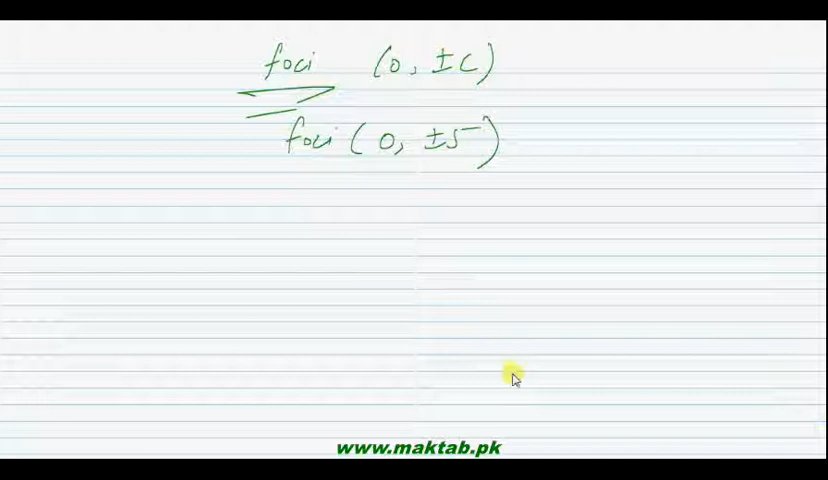 foci (0, ±c)
foci (0, ±5)
www.maktab.pk